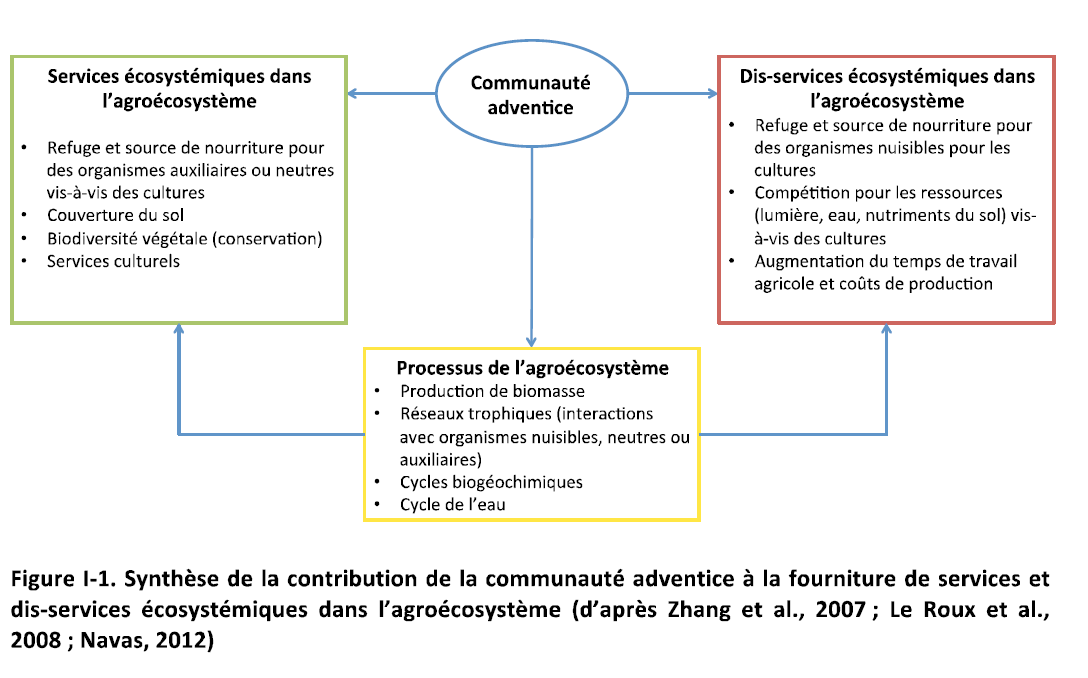 Communauté
adventice
Services écosystémiques dans
l’agroécosystème
• Refuge et source de nourriture pour
des organismes auxiliaires ou neutres
vis-à-vis des cultures
• Couverture du sol
• Biodiversité végétale (conservation)
• Services culturels
Dis-services écosystémiques dans
l’agroécosystème
• Refuge et source de nourriture pour
des organismes nuisibles pour les
cultures
• Compétition pour les ressources
(lumière, eau, nutriments du sol) vis-
à-vis des cultures
• Augmentation du temps de travail
agricole et coûts de production
Processus de l’agroécosystème
• Production de biomasse
• Réseaux trophiques (interactions
avec organismes nuisibles, neutres ou
auxiliaires)
• Cycles biogéochimiques
• Cycle de l’eau
Figure I-1. Synthèse de la contribution de la communauté adventice à la fourniture de services et
dis-services écosystémiques dans l’agroécosystème (d’après Zhang et al., 2007 ; Le Roux et al.,
2008 ; Navas, 2012)